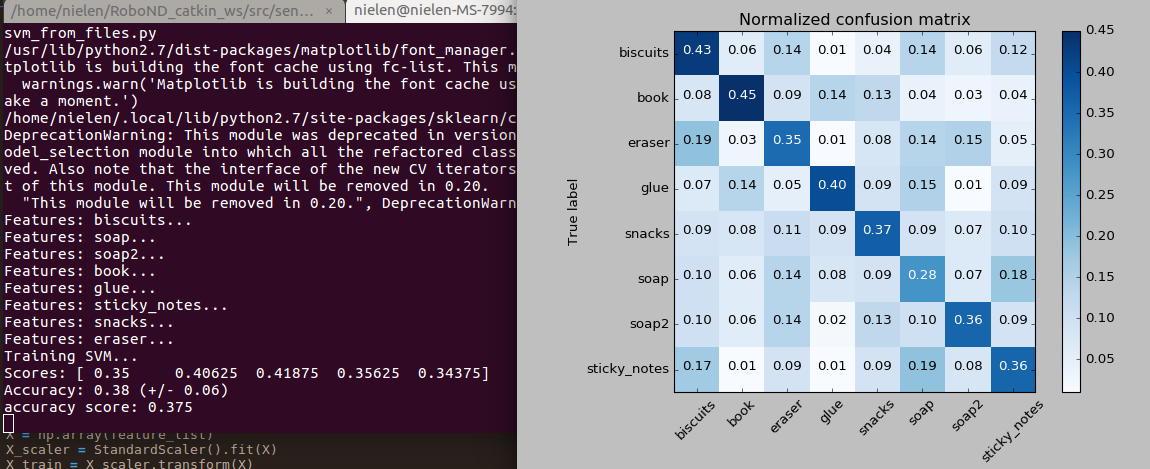 /home/nielen/RoboND_catkin_ws/src/sen... ×
nielen@nielen-MS-7994:
svm_from_files.py
/usr/lib/python2.7/dist-packages/matplotlib/font_manager.
tplotlib is building the font cache using fc-list. This m
warnings.warn('Matplotlib is building the font cache us
ake a moment.')
/home/nielen/.local/lib/python2.7/site-packages/sklearn/c
DeprecationWarning: This module was deprecated in version
odel_selection module into which all the refactored class
ved. Also note that the interface of the new CV iterators
t of this module. This module will be removed in 0.20.
"This module will be removed in 0.20.", DeprecationWarn
Features: biscuits...
Features: soap...
Features: soap2...
Features: book...
Features: glue...
Features: sticky_notes...
Features: snacks...
Features: eraser...
Training SVM...
Scores: [ 0.35     0.40625  0.41875  0.35625  0.34375]
Accuracy: 0.38 (+/- 0.06)
accuracy score: 0.375
X = np.array(feature_list)
X_scaler = StandardScaler().fit(X)
X_train = X_scaler.transform(X)
Normalized confusion matrix
True label
biscuits 0.43 0.06 0.14 0.01 0.04 0.14 0.06 0.12
book 0.08 0.45 0.09 0.14 0.13 0.04 0.03 0.04
eraser 0.19 0.03 0.35 0.01 0.08 0.14 0.15 0.05
glue 0.07 0.14 0.05 0.40 0.09 0.15 0.01 0.09
snacks 0.09 0.08 0.11 0.09 0.37 0.09 0.07 0.10
soap 0.10 0.06 0.14 0.08 0.09 0.28 0.07 0.18
soap2 0.10 0.06 0.14 0.02 0.13 0.10 0.36 0.09
sticky_notes 0.17 0.01 0.09 0.01 0.09 0.19 0.08 0.36
biscuits book eraser glue snacks soap soap2 sticky_notes
0.45
0.40
0.35
0.30
0.25
0.20
0.15
0.10
0.05